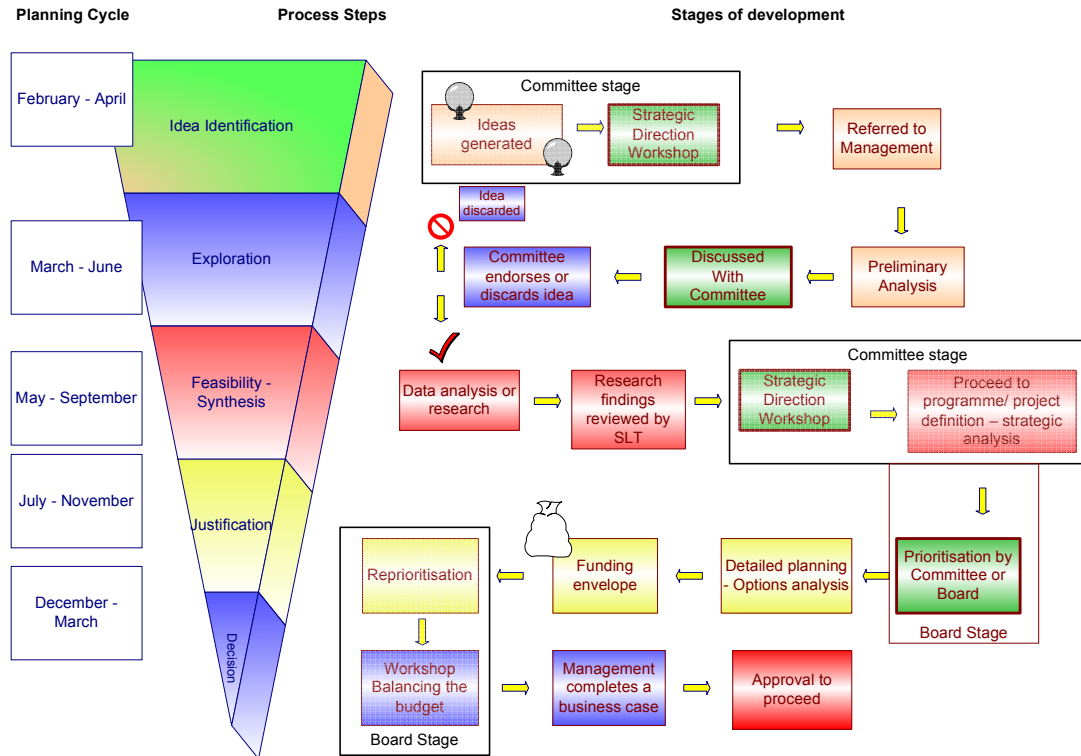 Planning Cycle
Process Steps
Stages of development
February - April
Idea Identification
Committee stage
Ideas
generated
Strategic
Direction
Workshop
Referred to
Management
Idea
discarded
March - June
Exploration
Committee
endorses or
discards idea
Discussed
With
Committee
Preliminary
Analysis
May - September
Feasibility -
Synthesis
Data analysis or
research
Research
findings
reviewed by
SLT
Committee stage
Strategic
Direction
Workshop
Proceed to
programme/ project
definition – strategic
analysis
July - November
Justification
Reprioritisation
Funding
envelope
Detailed planning
- Options analysis
Prioritisation by
Committee or
Board
Board Stage
December -
March
Decision
Workshop
Balancing the
budget
Board Stage
Management
completes a
business case
Approval to
proceed